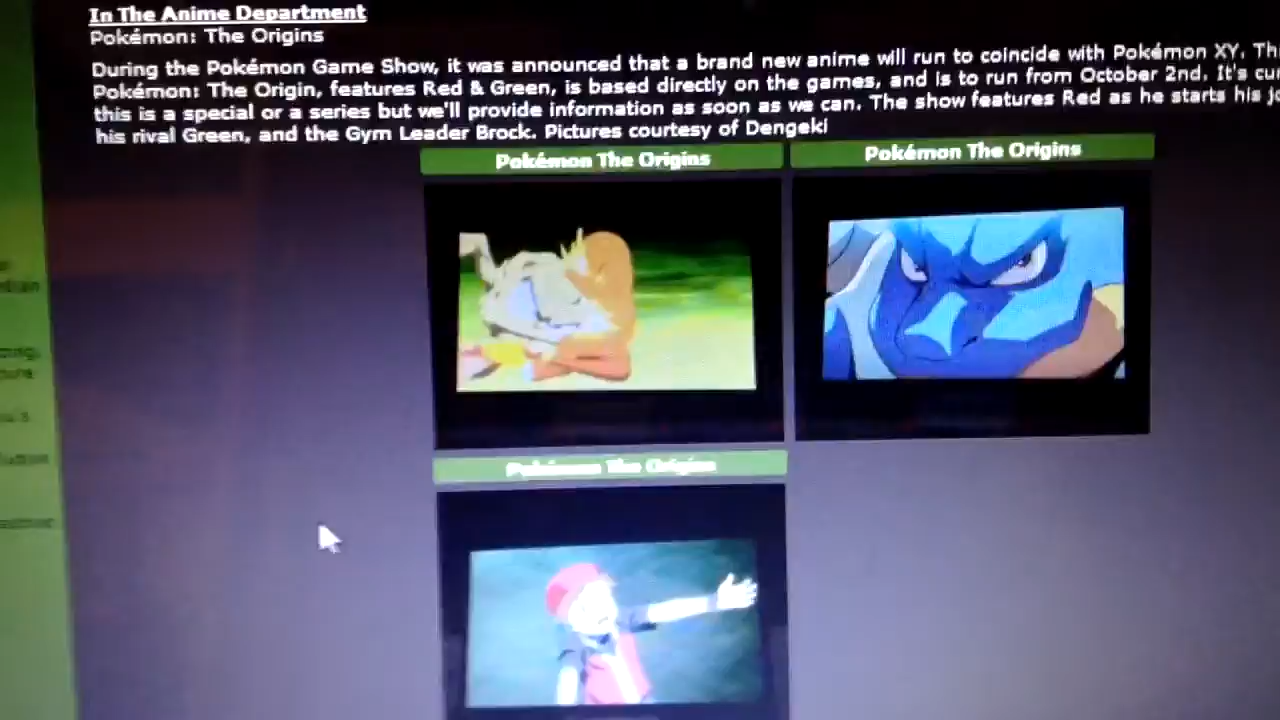 In The Anime Department
Pokémon: The Origins
During the Pokémon Game Show, it was announced that a brand new anime will run to coincide with Pokémon XY. Th
Pokémon: The Origin, features Red & Green, is based directly on the games, and is to run from October 2nd. It's cu
this is a special or a series but we'll provide information as soon as we can. The show features Red as he starts his jo
his rival Green, and the Gym Leader Brock. Pictures courtesy of Dengeki
Pokémon The Origins
Pokémon The Origins
Pokémon The Origins